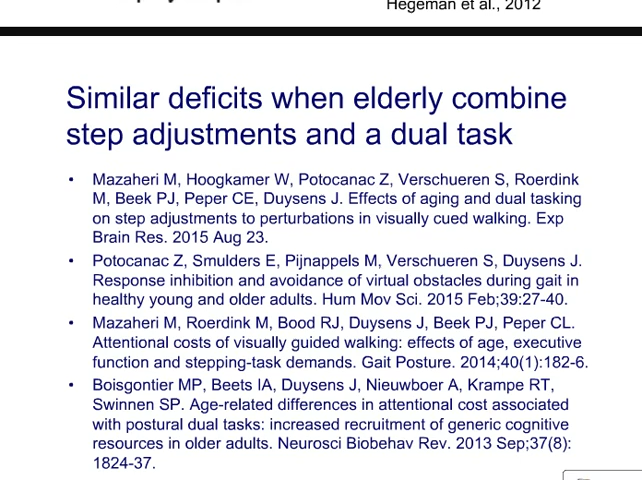 Hegeman et al., 2012
Similar deficits when elderly combine
step adjustments and a dual task
• Mazaheri M, Hoogkamer W, Potocanac Z, Verschueren S, Roerdink
M, Beek PJ, Peper CE, Duysens J. Effects of aging and dual tasking
on step adjustments to perturbations in visually cued walking. Exp
Brain Res. 2015 Aug 23.
• Potocanac Z, Smulders E, Pijnappels M, Verschueren S, Duysens J.
Response inhibition and avoidance of virtual obstacles during gait in
healthy young and older adults. Hum Mov Sci. 2015 Feb;39:27-40.
• Mazaheri M, Roerdink M, Bood RJ, Duysens J, Beek PJ, Peper CL.
Attentional costs of visually guided walking: effects of age, executive
function and stepping-task demands. Gait Posture. 2014;40(1):182-6.
• Boisgontier MP, Beets IA, Duysens J, Nieuwboer A, Krampe RT,
Swinnen SP. Age-related differences in attentional cost associated
with postural dual tasks: increased recruitment of generic cognitive
resources in older adults. Neurosci Biobehav Rev. 2013 Sep;37(8):
1824-37.